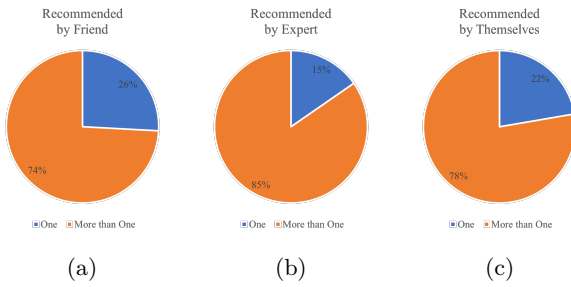 Recommended
by Friend
26%
74%
One More than One
(a)
Recommended
by Expert
15%
85%
One More than One
(b)
Recommended
by Themselves
22%
78%
One More than One
(c)